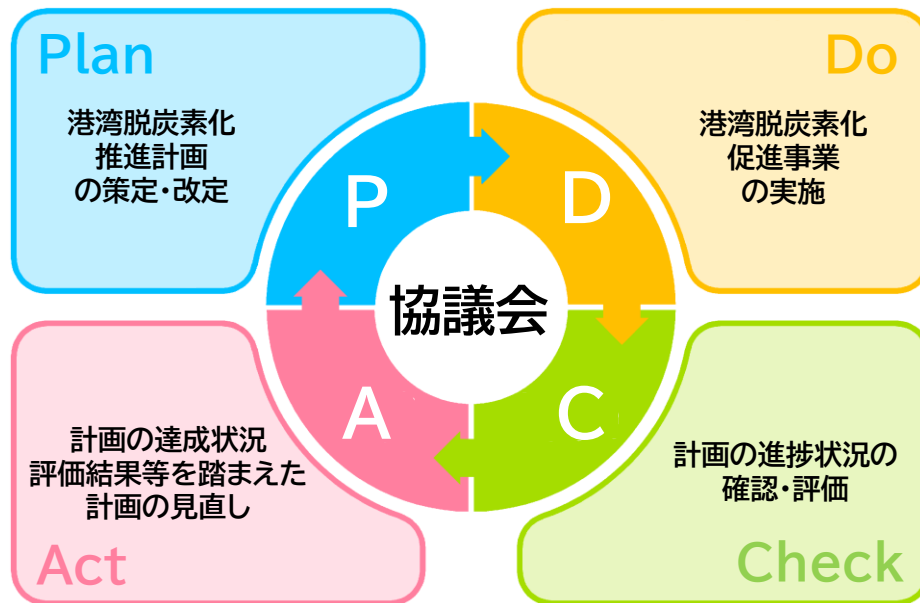 Plan
港湾脱炭素化
推進計画
の策定・改定
Do
港湾脱炭素化
促進事業
の実施
P
D
協議会
A
C
計画の達成状況
評価結果等を踏まえた
計画の見直し
Act
計画の進捗状況の
確認・評価
Check